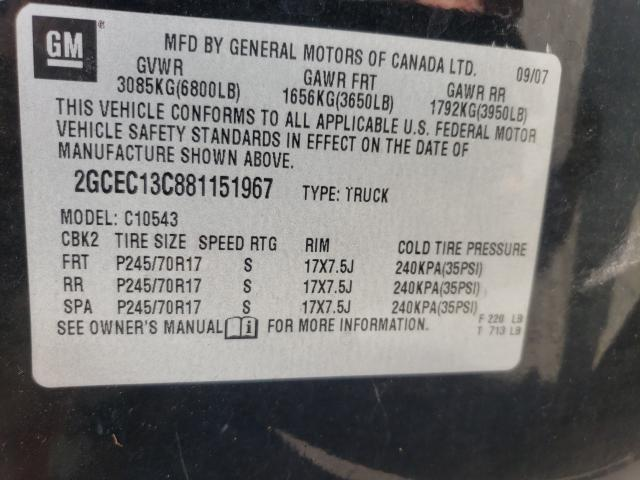 GM ®
MFD BY GENERAL MOTORS OF CANADA LTD. 09/07
GVWR GAWR FRT GAWR RR
3085KG(6800LB) 1656KG(3650LB) 1792KG(3950LB)
THIS VEHICLE CONFORMS TO ALL APPLICABLE U.S. FEDERAL MOTOR
VEHICLE SAFETY STANDARDS IN EFFECT ON THE DATE OF
MANUFACTURE SHOWN ABOVE.
2GCEC13C881151967 TYPE: TRUCK
MODEL: C10543
CBK2 TIRE SIZE SPEED RTG RIM COLD TIRE PRESSURE
FRT P245/70R17 S 17X7.5J 240KPA(35PSI)
RR P245/70R17 S 17X7.5J 240KPA(35PSI)
SPA P245/70R17 S 17X7.5J 240KPA(35PSI)
SEE OWNER'S MANUAL i FOR MORE INFORMATION.
F 220 LB
T 713 LB